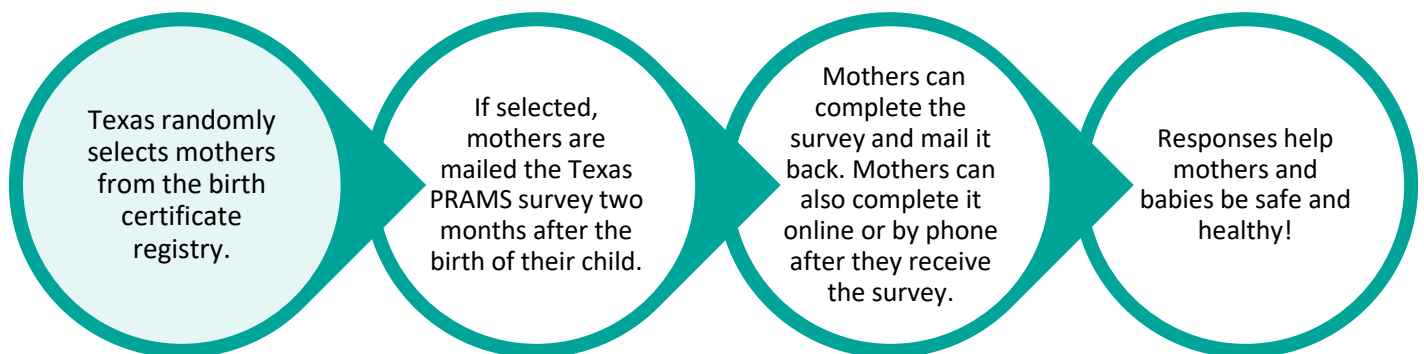 Texas randomly
selects mothers
from the birth
certificate
registry.
If selected,
mothers are
mailed the Texas
PRAMS survey two
months after the
birth of their child.
Mothers can
complete the
survey and mail it
back. Mothers can
also complete it
online or by phone
after they receive
the survey.
Responses help
mothers and
babies be safe and
healthy!